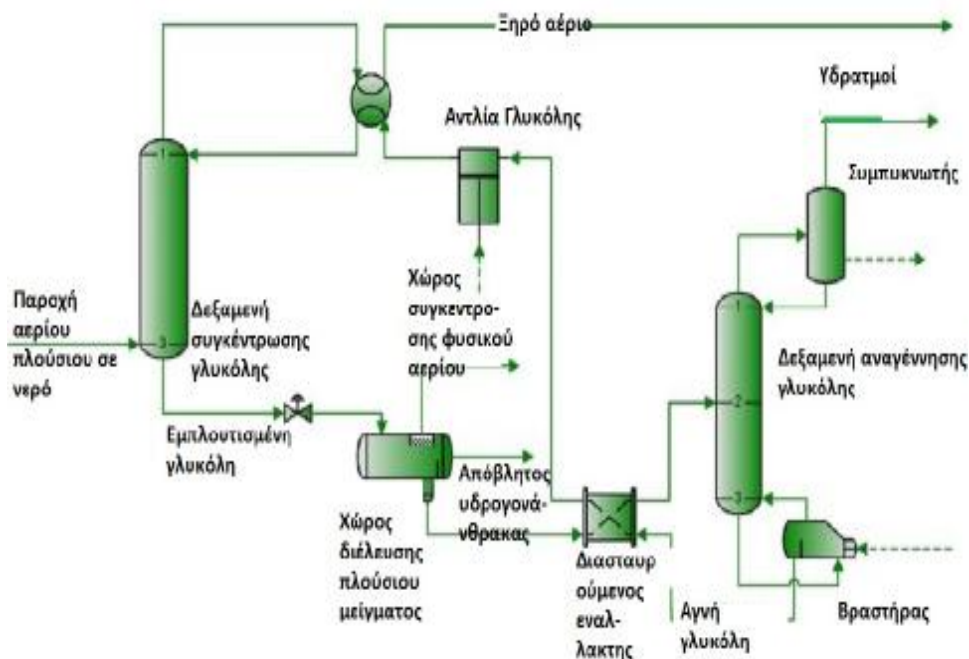 Ξηρό αέριο
Υδρατμοί
Αντλία Γλυκόλης
Συμπυκνωτής
1
1
Παροχή
αερίου
πλούσιου σε
νερό
3
Δεξαμενή
συγκέντρωσης
γλυκόλης
Χώρος
συγκεντρο-
σης φυσικού
αερίου
Δεξαμενή αναγέννησης
γλυκόλης
2
3
Εμπλουτισμένη
γλυκόλη
Απόβλητος
υδρογονά-
νθρακας
Χώρος
διέλευσης
πλούσιου
μείγματος
Διασταυρ
ούμενος
εναλ-
λακτης
Αγνή
γλυκόλη
Βραστήρας